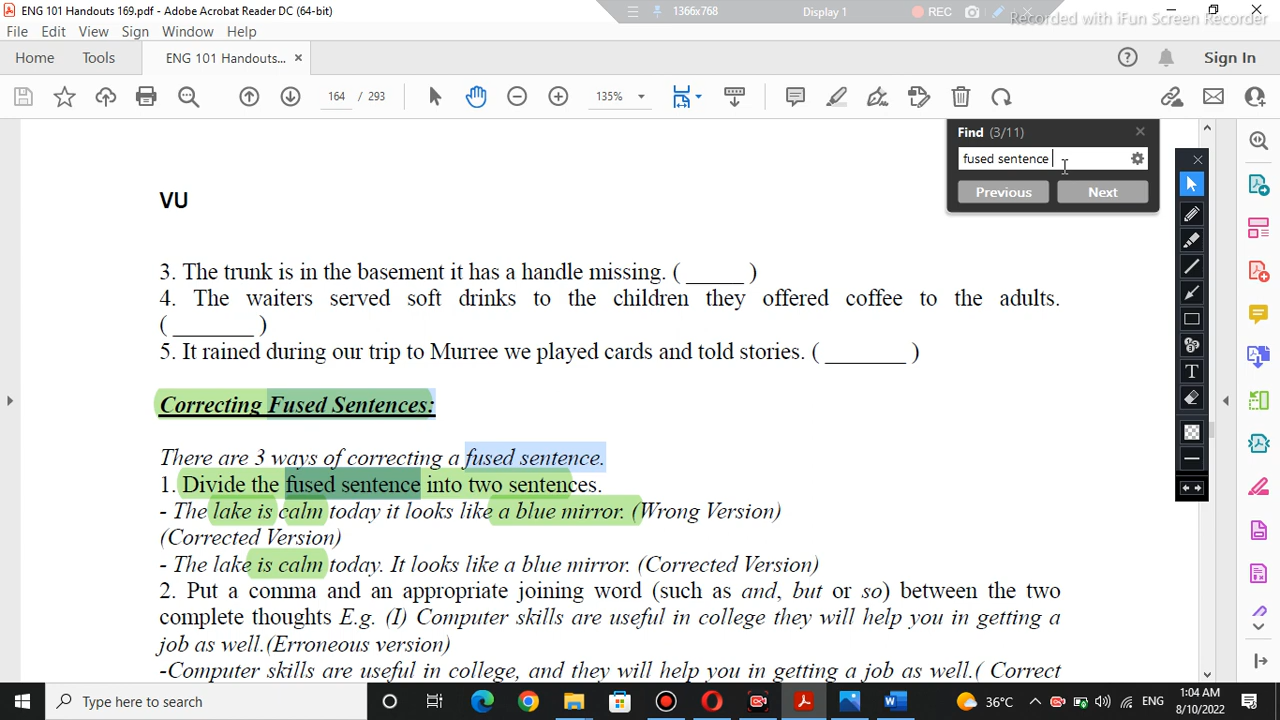 ENG 101 Handouts 169.pdf - Adobe Acrobat Reader DC (64-bit)
1366x768
Display 1
REC
Recorded with iFun Screen Recorder
File Edit View Sign Window Help
Home Tools ENG 101 Handouts... × Sign In
164 / 293 135%
Find (3/11)
fused sentence
Previous Next
VU
3. The trunk is in the basement it has a handle missing. ( _____ )
4. The waiters served soft drinks to the children they offered coffee to the adults.
( _______ )
5. It rained during our trip to Murree we played cards and told stories. ( _______ )
Correcting Fused Sentences:
There are 3 ways of correcting a fused sentence.
1. Divide the fused sentence into two sentences.
- The lake is calm today it looks like a blue mirror. (Wrong Version)
(Corrected Version)
- The lake is calm today. It looks like a blue mirror. (Corrected Version)
2. Put a comma and an appropriate joining word (such as and, but or so) between the two
complete thoughts E.g. (I) Computer skills are useful in college they will help you in getting a
job as well.(Erroneous version)
-Computer skills are useful in college, and they will help you in getting a job as well.( Correct
Type here to search
36°C ENG 1:04 AM
8/10/2022